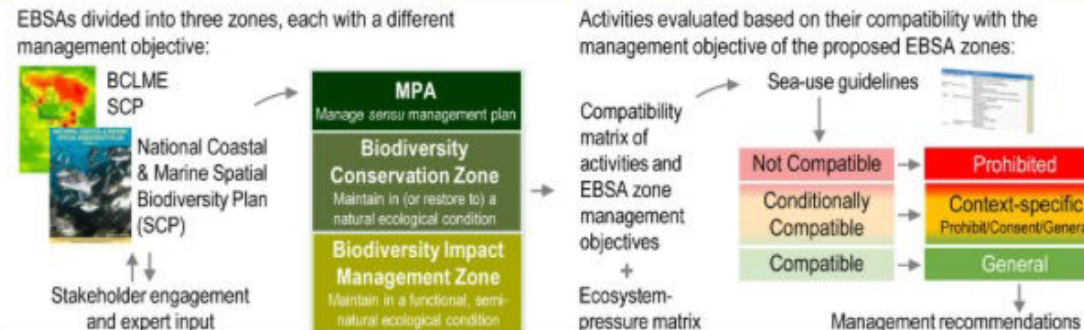 EBSAs divided into three zones, each with a different
management objective:
BCLME
SCP
National Coastal
& Marine Spatial
Biodiversity Plan
(SCP)
Stakeholder engagement
and expert input
MPA
Manage sensu management plan
Biodiversity
Conservation Zone
Maintain in (or restore to) a
natural ecological condition
Biodiversity Impact
Management Zone
Maintain in a functional, semi-
natural ecological condition
Activities evaluated based on their compatibility with the
management objective of the proposed EBSA zones:
Compatibility
matrix of
activities and
EBSA zone
management
objectives
+
Ecosystem-
pressure matrix
Sea-use guidelines
Not Compatible
Prohibited
Conditionally
Compatible
Context-specific
Prohibit/Consent/General
Compatible
General
Management recommendations